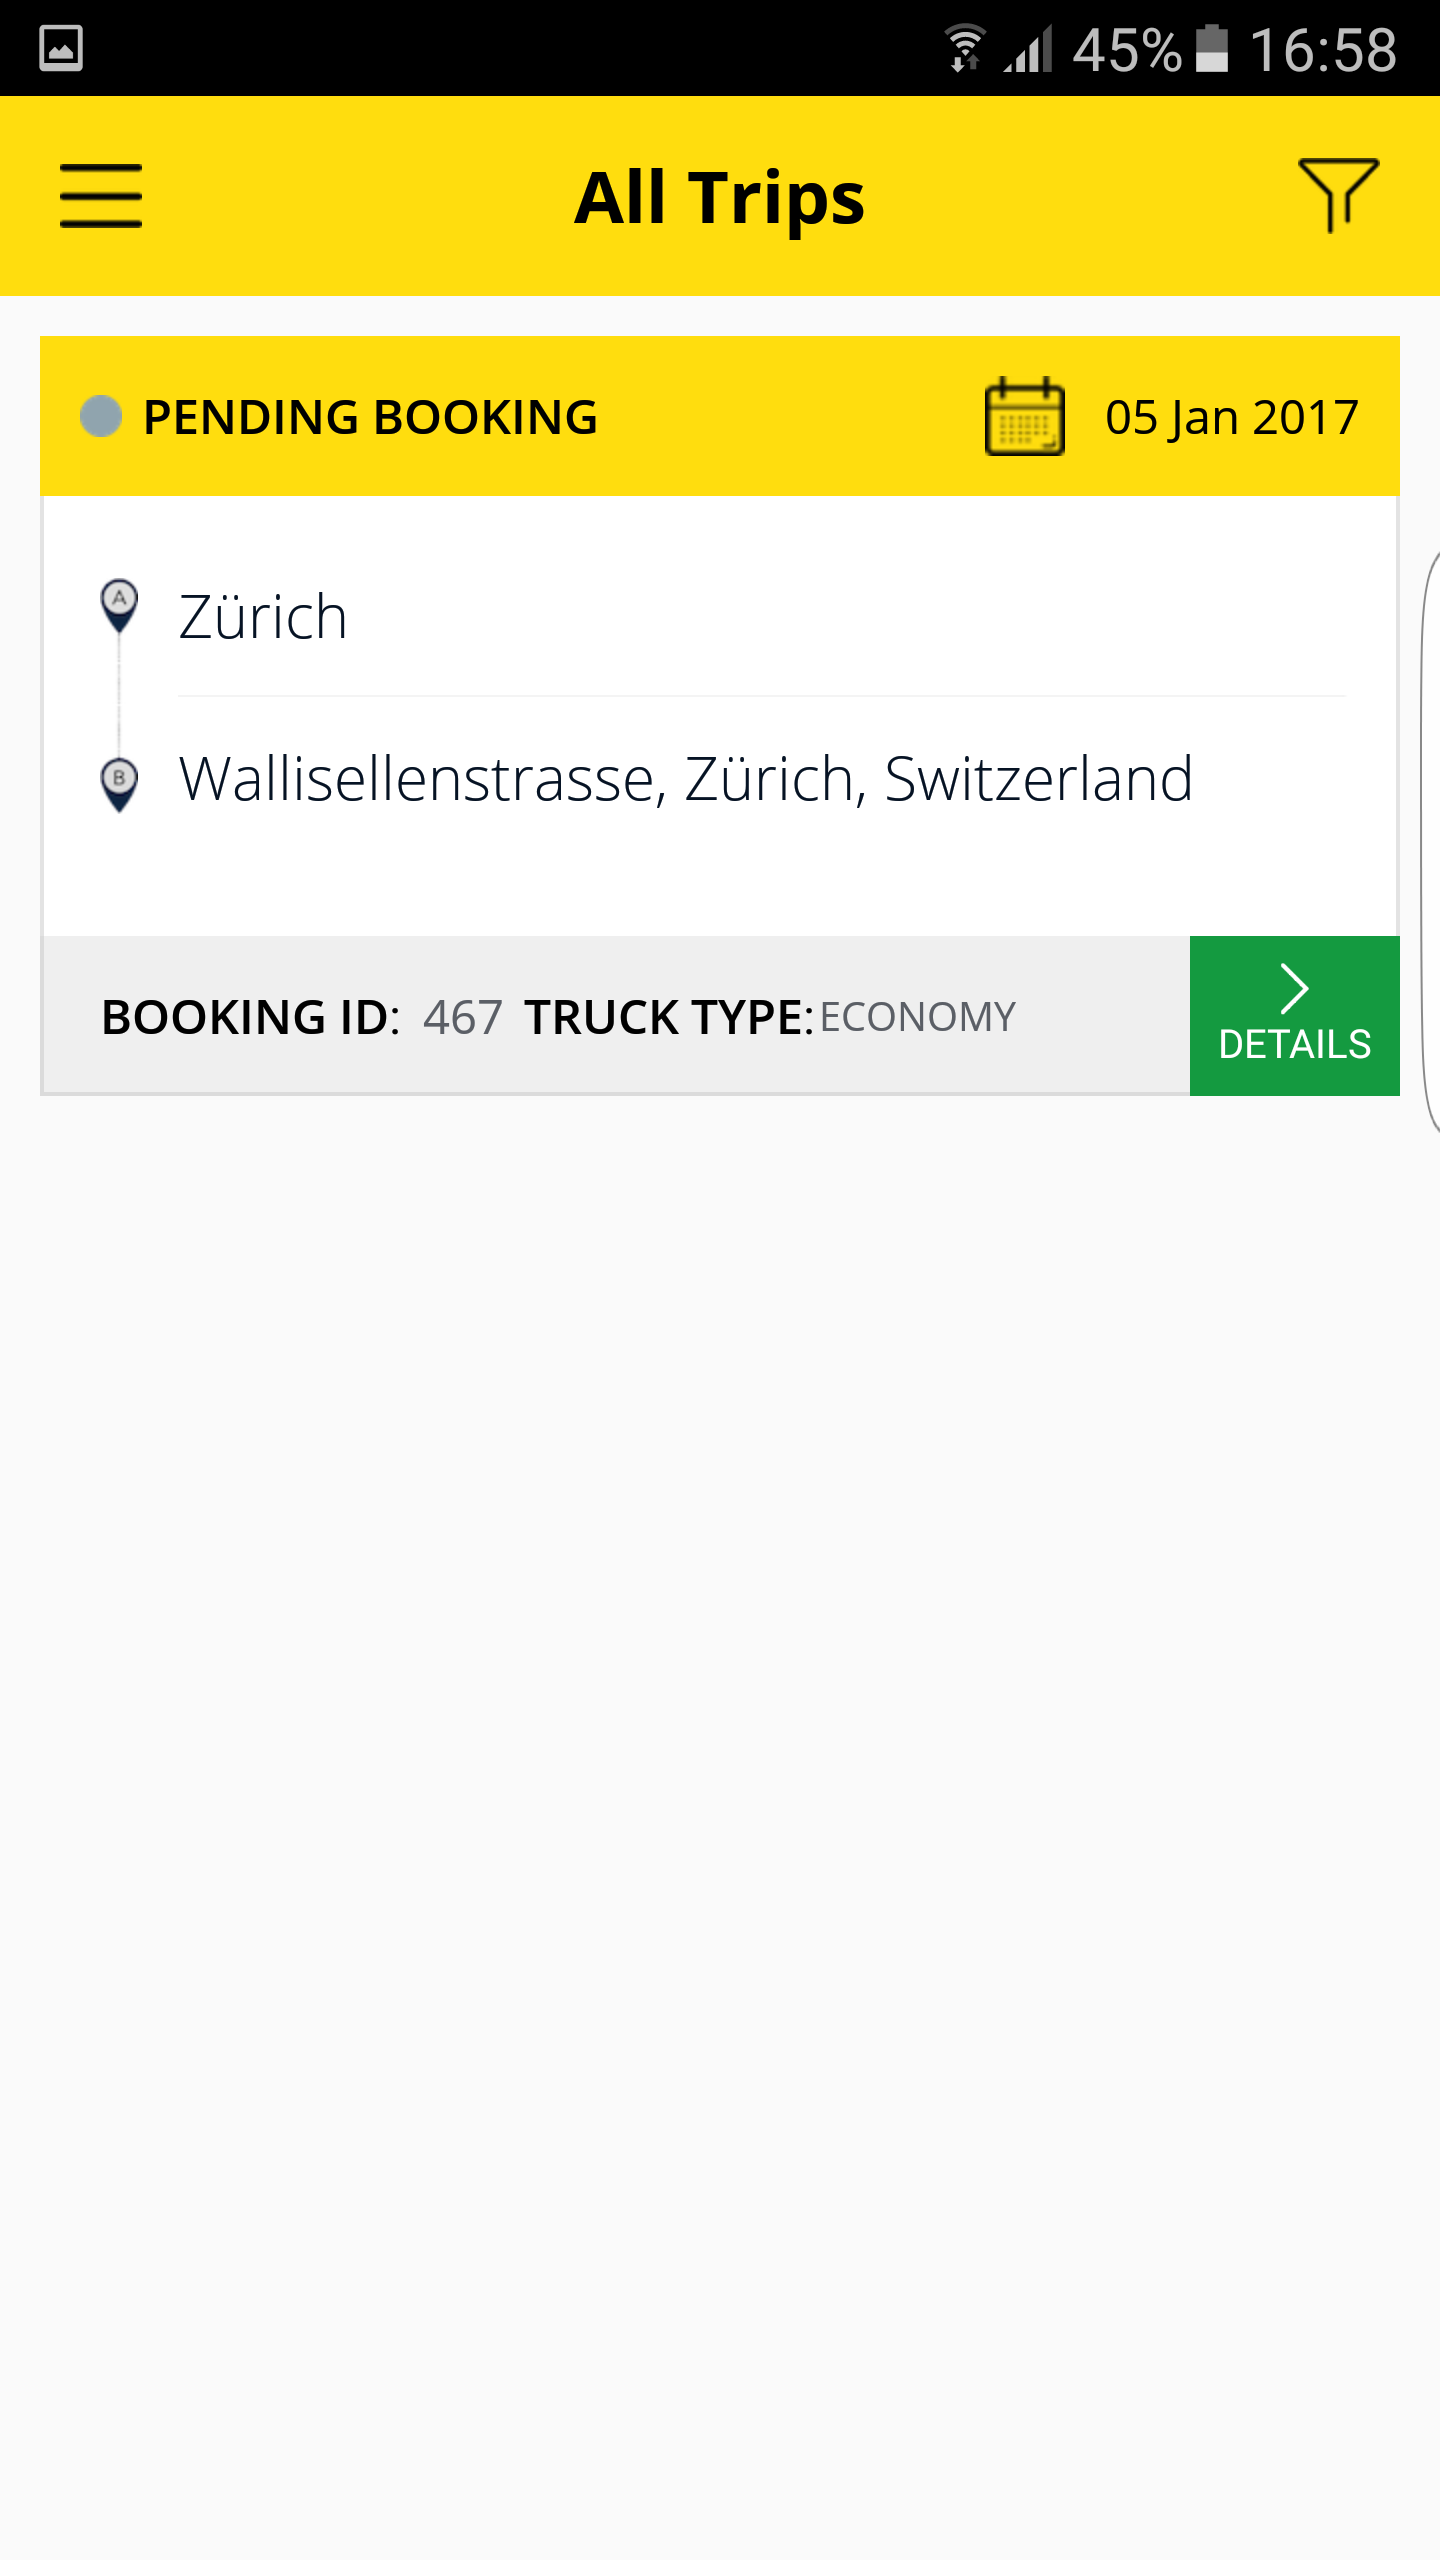 45% 16:58
All Trips
PENDING BOOKING 05 Jan 2017
A Zürich
B Wallisellenstrasse, Zürich, Switzerland
BOOKING ID: 467 TRUCK TYPE: ECONOMY
DETAILS